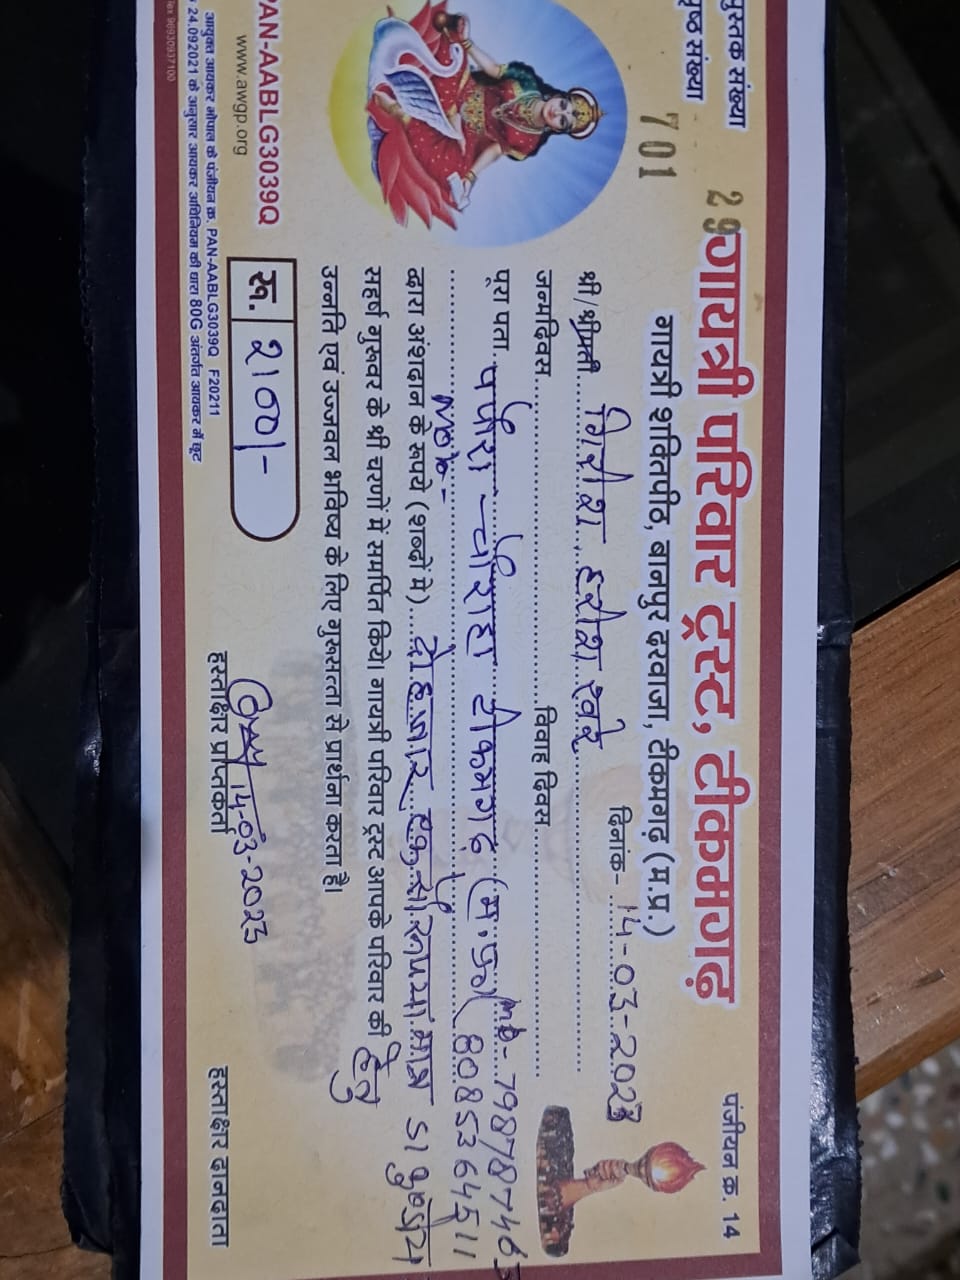 पुस्तक संख्या 29
पृष्ठ संख्या 701
पंजीयन क्र. 14
गायत्री परिवार ट्रस्ट, टीकमगढ़
गायत्री शक्तिपीठ, बानपुर दरवाजा, टीकमगढ़ (म.प्र.)
दिनांक- 14-03-2023
श्री/श्रीमती गिरीश हरीश खरे
जन्मदिवस विवाह दिवस
पूरा पता पपौरा चौराहा टीकमगढ़ (म.प्र.) mb- 798787463
mob- 8085364511
द्वारा अंशदान के रूपये (शब्दों में) दो हजार एक सौ रूपया मात्र
सहर्ष गुरूवर के श्री चरणों में समर्पित किये। गायत्री परिवार ट्रस्ट आपके परिवार की हेतु
उन्नति एवं उज्जवल भविष्य के लिए गुरूसत्ता से प्रार्थना करता है।
PAN-AABLG3039Q
www.awgp.org
रू. 2100/-
14-03-2023
हस्ताक्षर प्राप्तकर्ता
हस्ताक्षर दानदाता
आयुक्त आयकर भोपाल के पंजीयन क्र. PAN-AABLG3039Q F20211
24.092021 के अनुसार आयकर अधिनियम की धारा 80G अंतर्गत आयकर में छूट